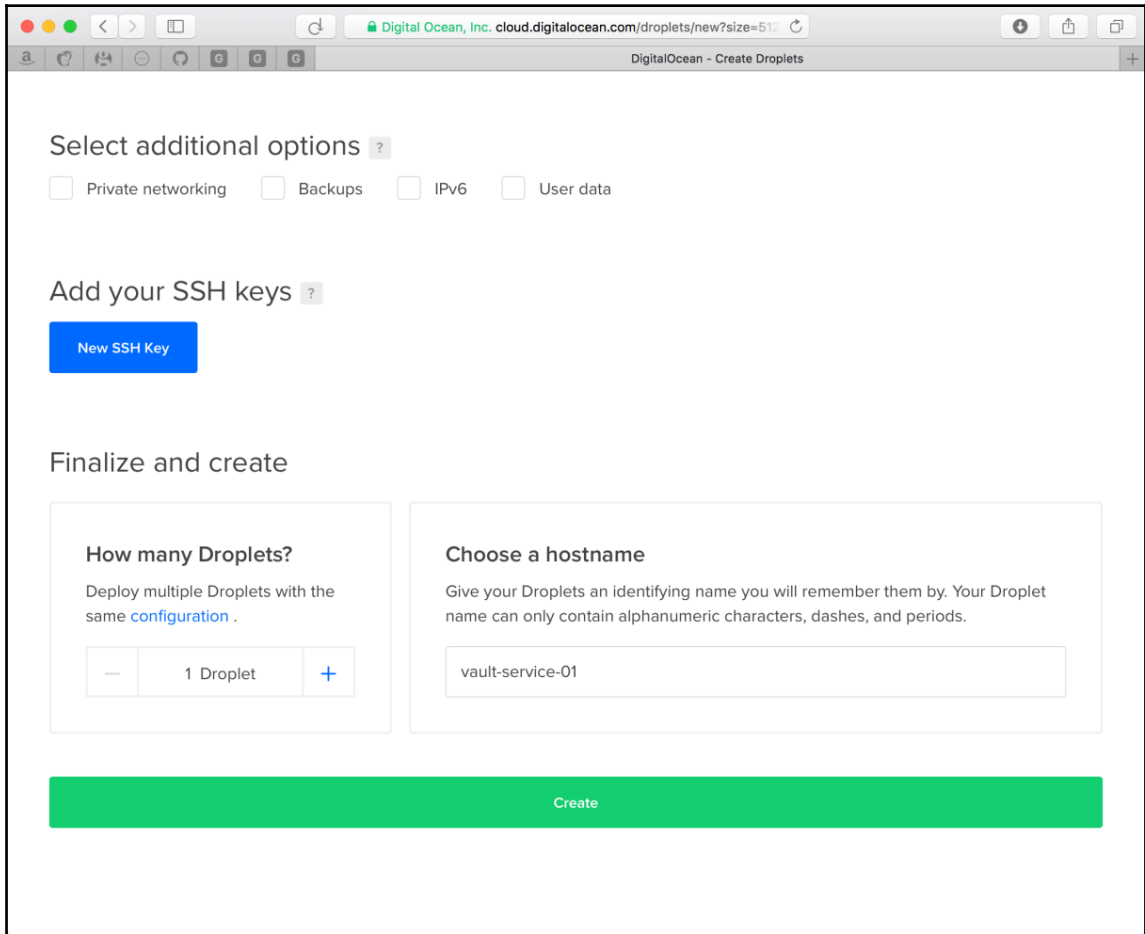 Digital Ocean, Inc. cloud.digitalocean.com/droplets/new?size=512
a G G G DigitalOcean - Create Droplets
Select additional options ?
Private networking Backups IPv6 User data
Add your SSH keys ?
New SSH Key
Finalize and create
How many Droplets?
Deploy multiple Droplets with the
same configuration .
1 Droplet
Choose a hostname
Give your Droplets an identifying name you will remember them by. Your Droplet
name can only contain alphanumeric characters, dashes, and periods.
vault-service-01
Create